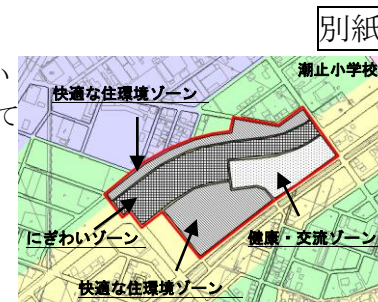 別紙
い
て
潮止小学校
快適な住環境ゾーン
にぎわいゾーン
健康・交流ゾーン
快適な住環境ゾーン